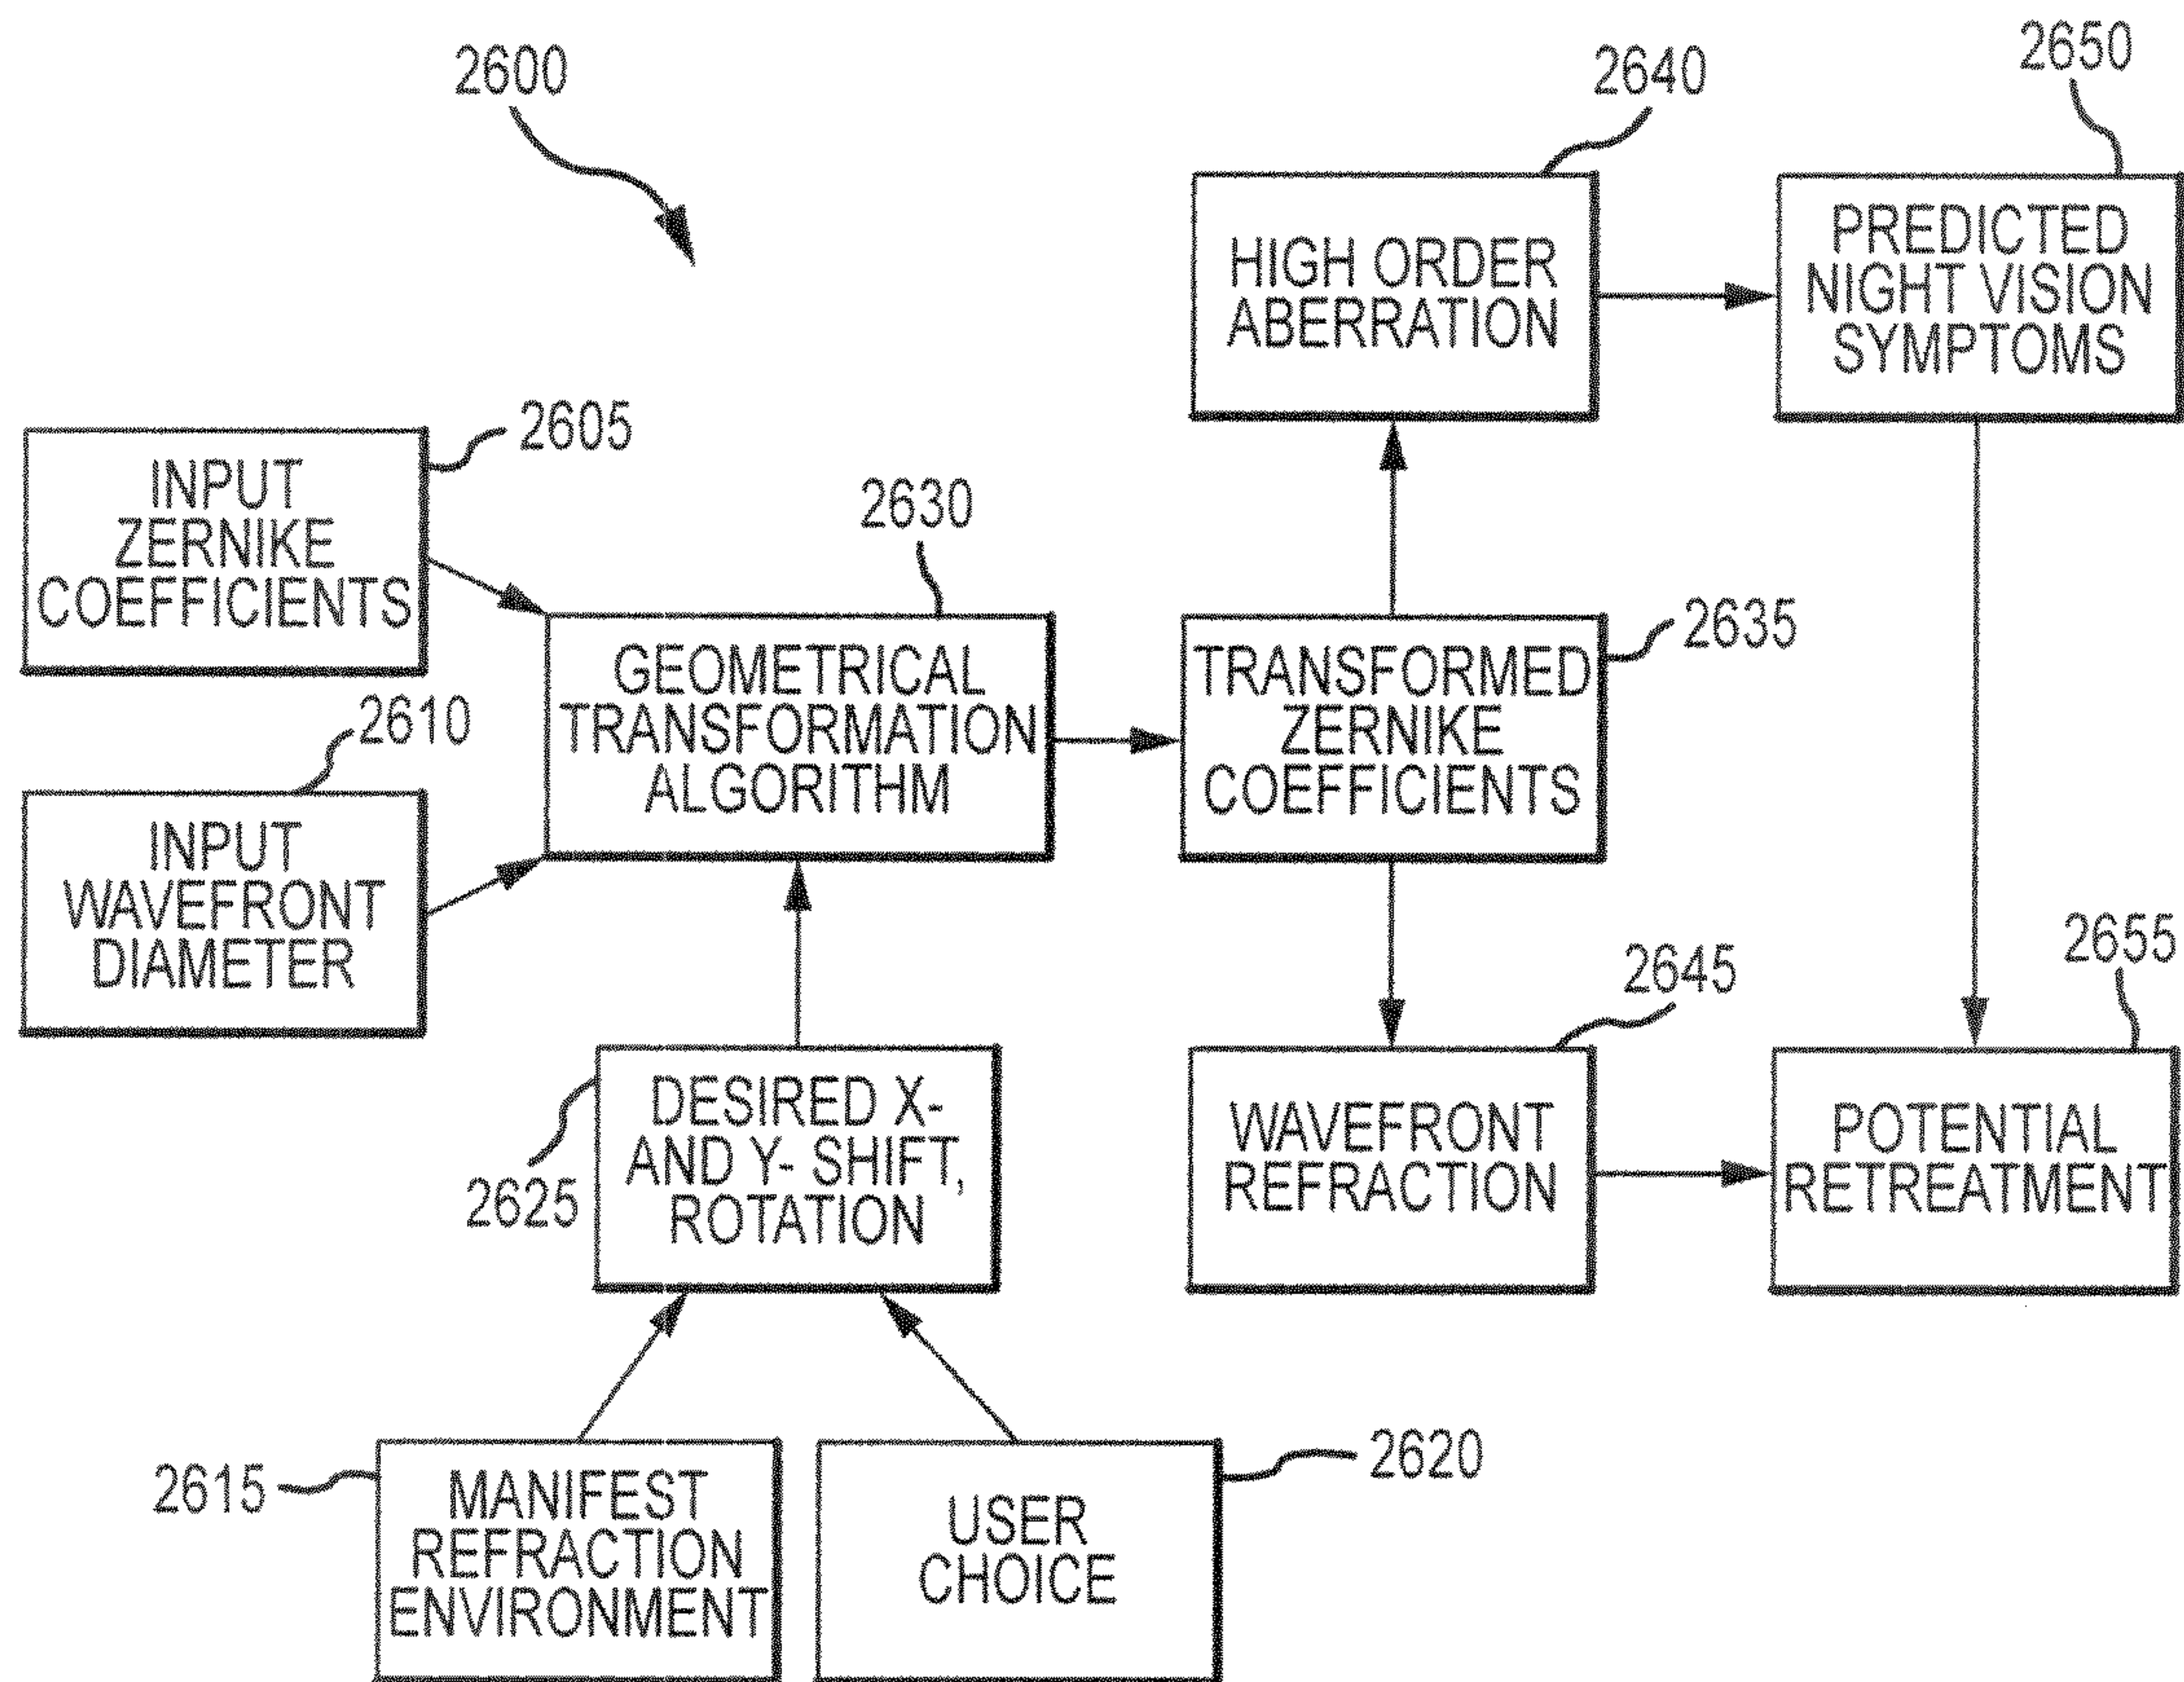 2600
2640
2650
HIGH ORDER
ABERRATION
PREDICTED
NIGHT VISION
SYMPTOMS
2605
INPUT
ZERNIKE
COEFFICIENTS
2630
GEOMETRICAL
TRANSFORMATION
ALGORITHM
2635
TRANSFORMED
ZERNIKE
COEFFICIENTS
2610
INPUT
WAVEFRONT
DIAMETER
2625
DESIRED X-
AND Y- SHIFT,
ROTATION
2645
WAVEFRONT
REFRACTION
2655
POTENTIAL
RETREATMENT
2615
MANIFEST
REFRACTION
ENVIRONMENT
USER
CHOICE
2620